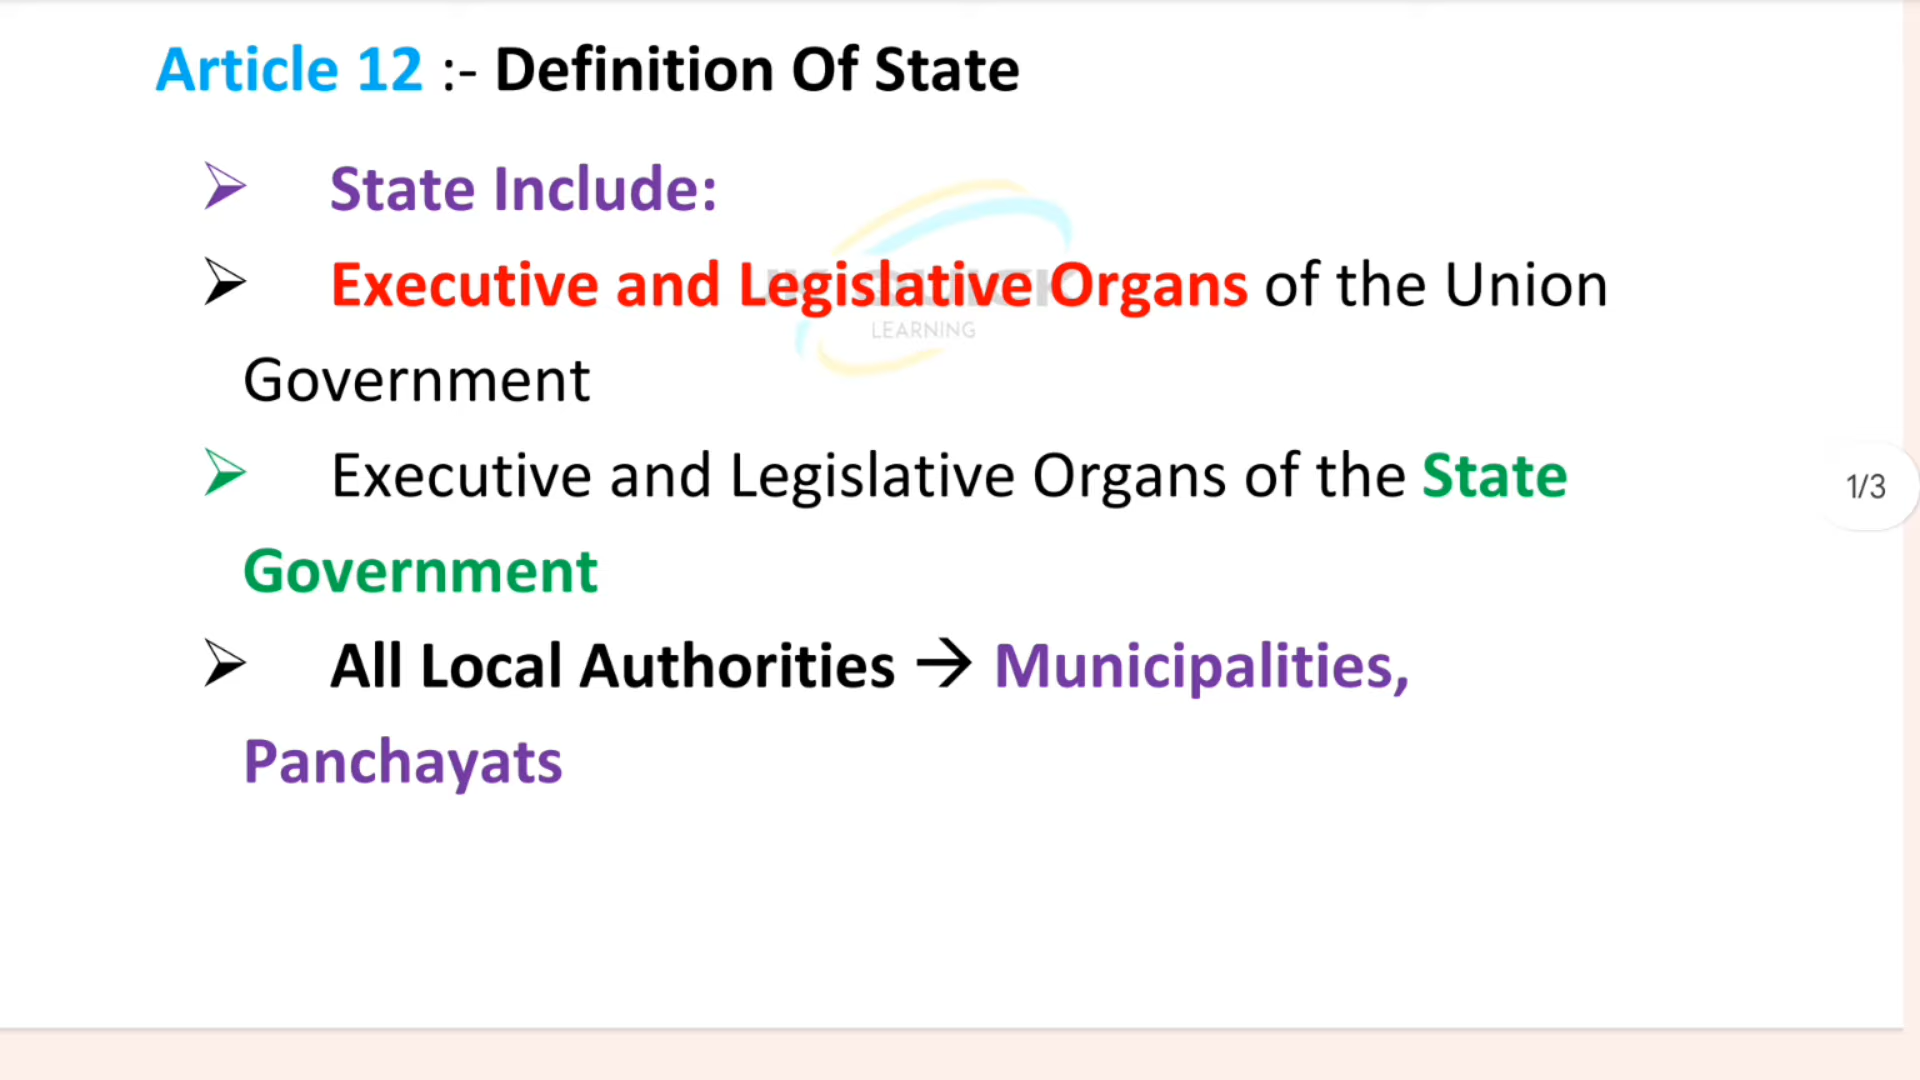 Article 12 :- Definition Of State
➢ State Include:
➢ Executive and Legislative Organs of the Union
Government
➢ Executive and Legislative Organs of the State
Government
➢ All Local Authorities → Municipalities,
Panchayats
LEARNING
1/3